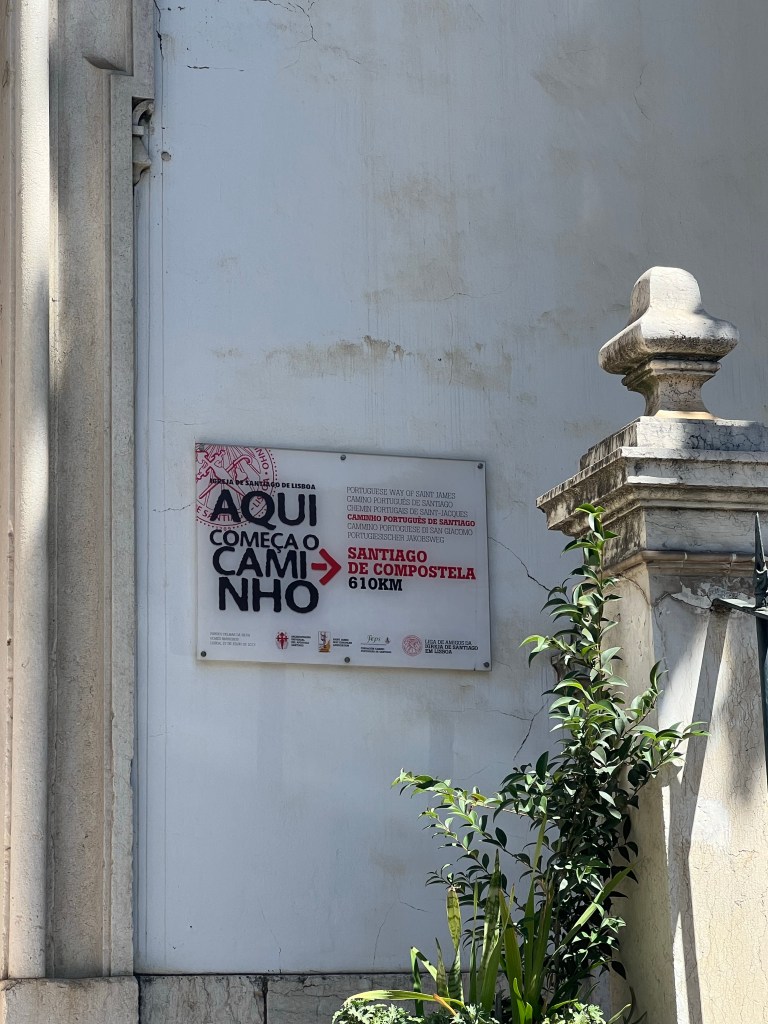 IGREJA DE SANTIAGO DE LISBOA
AQUI
COMEÇA O
CAMI
NHO
PORTUGUESE WAY OF SAINT JAMES
CAMINO PORTUGUÉS DE SANTIAGO
CHEMIN PORTUGAIS DE SAINT-JACQUES
CAMINHO PORTUGUÊS DE SANTIAGO
CAMMINO PORTOGHESE DI SAN GIACOMO
PORTUGIESISCHER JAKOBSWEG
SANTIAGO
DE COMPOSTELA
610KM
LIGA DE AMIGOS DA
IGREJA DE SANTIAGO
EM LISBOA